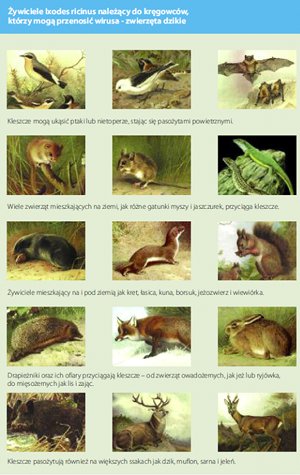 Żywiciele Ixodes ricinus należący do kręgowców,
którzy mogą przenosić wirusa - zwierzęta dzikie
Kleszcze mogą ukąsić ptaki lub nietoperze, stając się pasożytami powietrznymi.
Wiele zwierząt mieszkających na ziemi, jak różne gatunki myszy i jaszczurek, przyciąga kleszcze.
Żywiciele mieszkający na i pod ziemią jak kret, łasica, kuna, borsuk, jeżozwierz i wiewiórka.
Drapieżniki oraz ich ofiary przyciągają kleszcze – od zwierząt owadożernych, jak jeż lub ryjówka,
do mięsożernych jak lis i zając.
Kleszcze pasożytują również na większych ssakach jak dzik, muflon, sarna i jeleń.